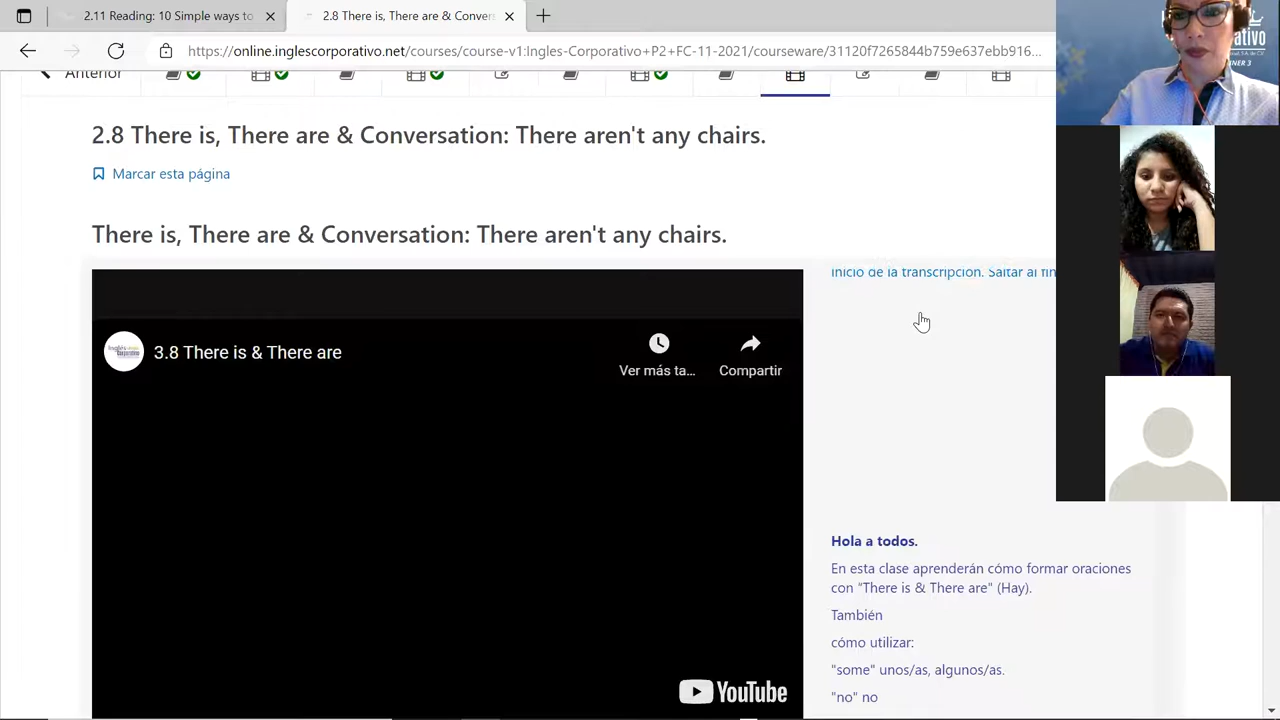 2.11 Reading: 10 Simple ways to
2.8 There is, There are & Convers
https://online.inglescorporativo.net/courses/course-v1:Ingles-Corporativo+P2+FC-11-2021/courseware/31120f7265844b759e637ebb916...
Anterior
2.8 There is, There are & Conversation: There aren't any chairs.
Marcar esta página
There is, There are & Conversation: There aren't any chairs.
Inicio de la transcripción. Saltar al fin
3.8 There is & There are
Ver más ta...
Compartir
Hola a todos.
En esta clase aprenderán cómo formar oraciones
con "There is & There are" (Hay).
También
cómo utilizar:
"some" unos/as, algunos/as.
"no" no
YouTube